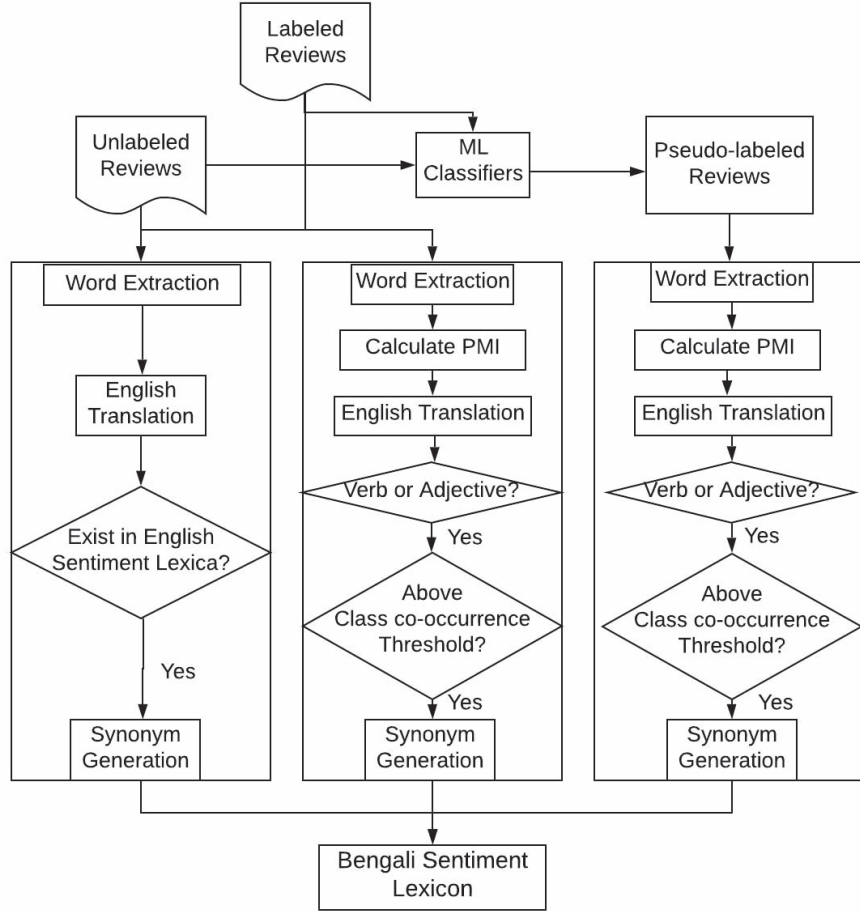 Labeled
Reviews
Unlabeled
Reviews
ML
Classifiers
Pseudo-labeled
Reviews
Word Extraction
English
Translation
Exist in English
Sentiment Lexica?
Yes
Synonym
Generation
Word Extraction
Calculate PMI
English Translation
Verb or Adjective?
Yes
Above
Class co-occurrence
Threshold?
Yes
Synonym
Generation
Word Extraction
Calculate PMI
English Translation
Verb or Adjective?
Yes
Above
Class co-occurrence
Threshold?
Yes
Synonym
Generation
Bengali Sentiment
Lexicon